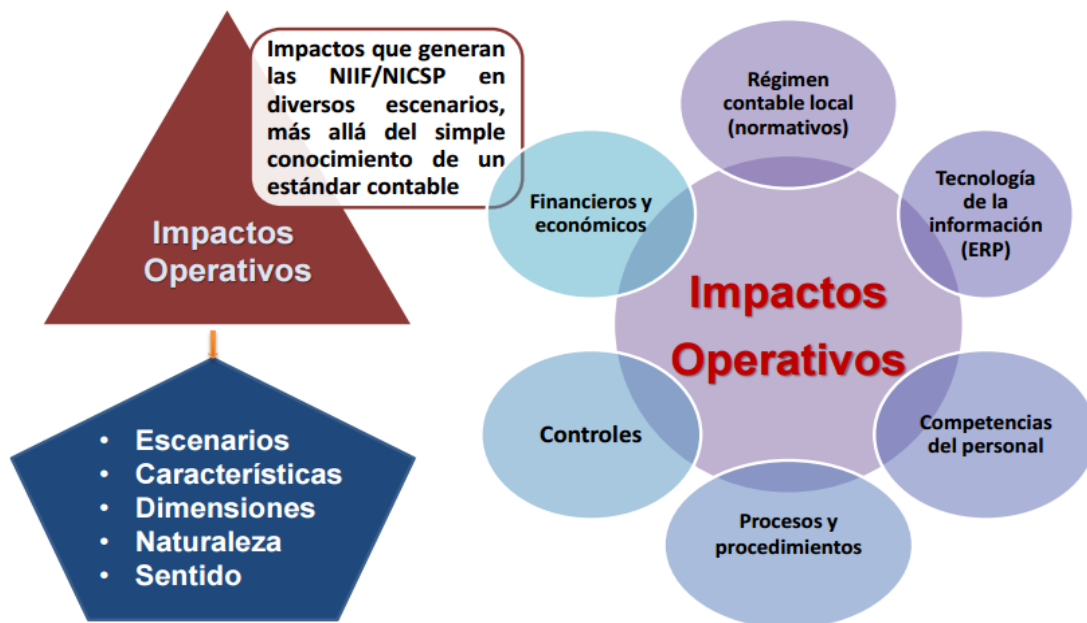 Impactos que generan
las NIIF/NICSP en
diversos escenarios,
más allá del simple
conocimiento de un
estándar contable
Impactos
Operativos
• Escenarios
• Características
• Dimensiones
• Naturaleza
• Sentido
Régimen
contable local
(normativos)
Tecnología
de la
información
(ERP)
Competencias
del personal
Procesos y
procedimientos
Controles
Financieros y
económicos
Impactos
Operativos